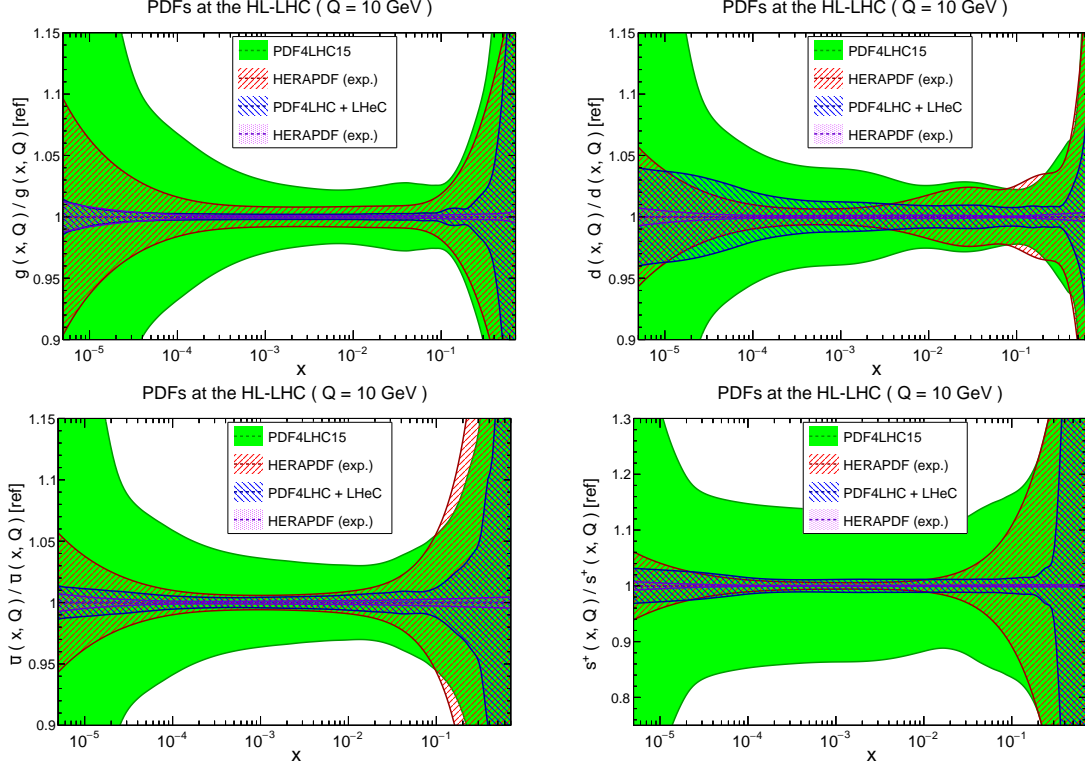 PDFs at the HL-LHC ( Q = 10 GeV )
g ( x, Q ) / g ( x, Q ) [ref]
1.15
1.1
1.05
1
0.95
0.9
PDF4LHC15
HERAPDF (exp.)
PDF4LHC + LHeC
HERAPDF (exp.)
10⁻⁵ 10⁻⁴ 10⁻³ 10⁻² 10⁻¹
x
PDFs at the HL-LHC ( Q = 10 GeV )
d ( x, Q ) / d ( x, Q ) [ref]
1.15
1.1
1.05
1
0.95
0.9
PDF4LHC15
HERAPDF (exp.)
PDF4LHC + LHeC
HERAPDF (exp.)
10⁻⁵ 10⁻⁴ 10⁻³ 10⁻² 10⁻¹
x
PDFs at the HL-LHC ( Q = 10 GeV )
u̅ ( x, Q ) / u̅ ( x, Q ) [ref]
1.15
1.1
1.05
1
0.95
0.9
PDF4LHC15
HERAPDF (exp.)
PDF4LHC + LHeC
HERAPDF (exp.)
10⁻⁵ 10⁻⁴ 10⁻³ 10⁻² 10⁻¹
x
PDFs at the HL-LHC ( Q = 10 GeV )
s⁺ ( x, Q ) / s⁺ ( x, Q ) [ref]
1.3
1.2
1.1
1
0.9
0.8
PDF4LHC15
HERAPDF (exp.)
PDF4LHC + LHeC
HERAPDF (exp.)
10⁻⁵ 10⁻⁴ 10⁻³ 10⁻² 10⁻¹
x